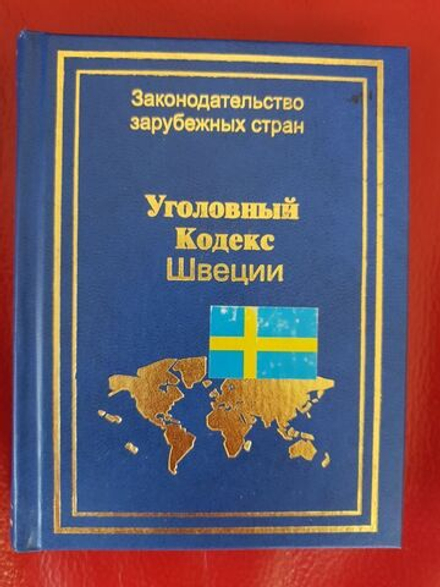 Законодательство
зарубежных стран
Уголовный
Кодекс
Швеции